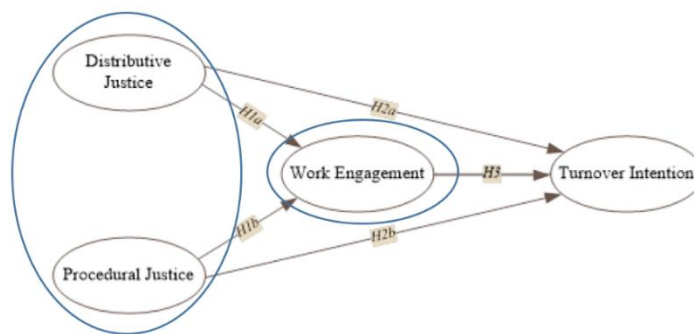 Distributive
Justice
H2a
H1a
Work Engagement
H3
Turnover Intention
H1b
H2b
Procedural Justice